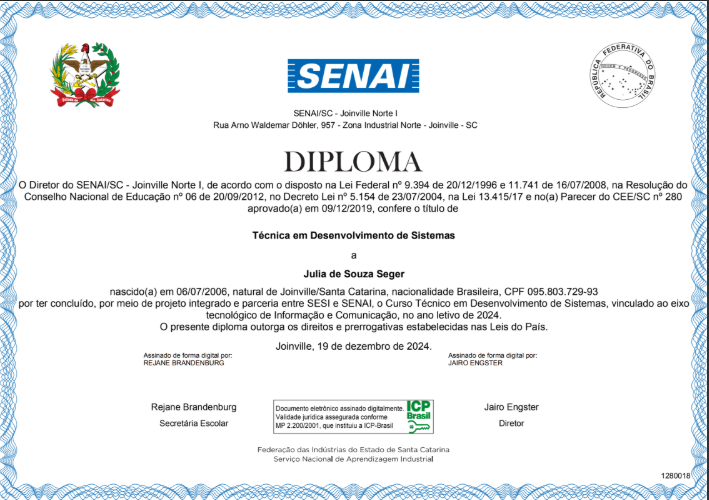 SENAI
REPÚBLICA FEDERATIVA DO BRASIL
SENAI/SC - Joinville Norte I
Rua Arno Waldemar Döhler, 957 - Zona Industrial Norte - Joinville - SC
DIPLOMA
O Diretor do SENAI/SC - Joinville Norte I, de acordo com o disposto na Lei Federal nº 9.394 de 20/12/1996 e 11.741 de 16/07/2008, na Resolução do
Conselho Nacional de Educação nº 06 de 20/09/2012, no Decreto Lei nº 5.154 de 23/07/2004, na Lei 13.415/17 e no(a) Parecer do CEE/SC nº 280
aprovado(a) em 09/12/2019, confere o título de
Técnica em Desenvolvimento de Sistemas
a
Julia de Souza Seger
nascido(a) em 06/07/2006, natural de Joinville/Santa Catarina, nacionalidade Brasileira, CPF 095.803.729-93
por ter concluído, por meio de projeto integrado e parceria entre SESI e SENAI, o Curso Técnico em Desenvolvimento de Sistemas, vinculado ao eixo
tecnológico de Informação e Comunicação, no ano letivo de 2024.
O presente diploma outorga os direitos e prerrogativas estabelecidas nas Leis do País.
Joinville, 19 de dezembro de 2024.
Assinado de forma digital por:
REJANE BRANDENBURG
Assinado de forma digital por:
JAIRO ENGSTER
Rejane Brandenburg
Secretária Escolar
Documento eletrônico assinado digitalmente.
Validade jurídica assegurada conforme
MP 2.200/2001, que instituiu a ICP-Brasil
ICP
Brasil
Jairo Engster
Diretor
Federação das Indústrias do Estado de Santa Catarina
Serviço Nacional de Aprendizagem Industrial
1280018